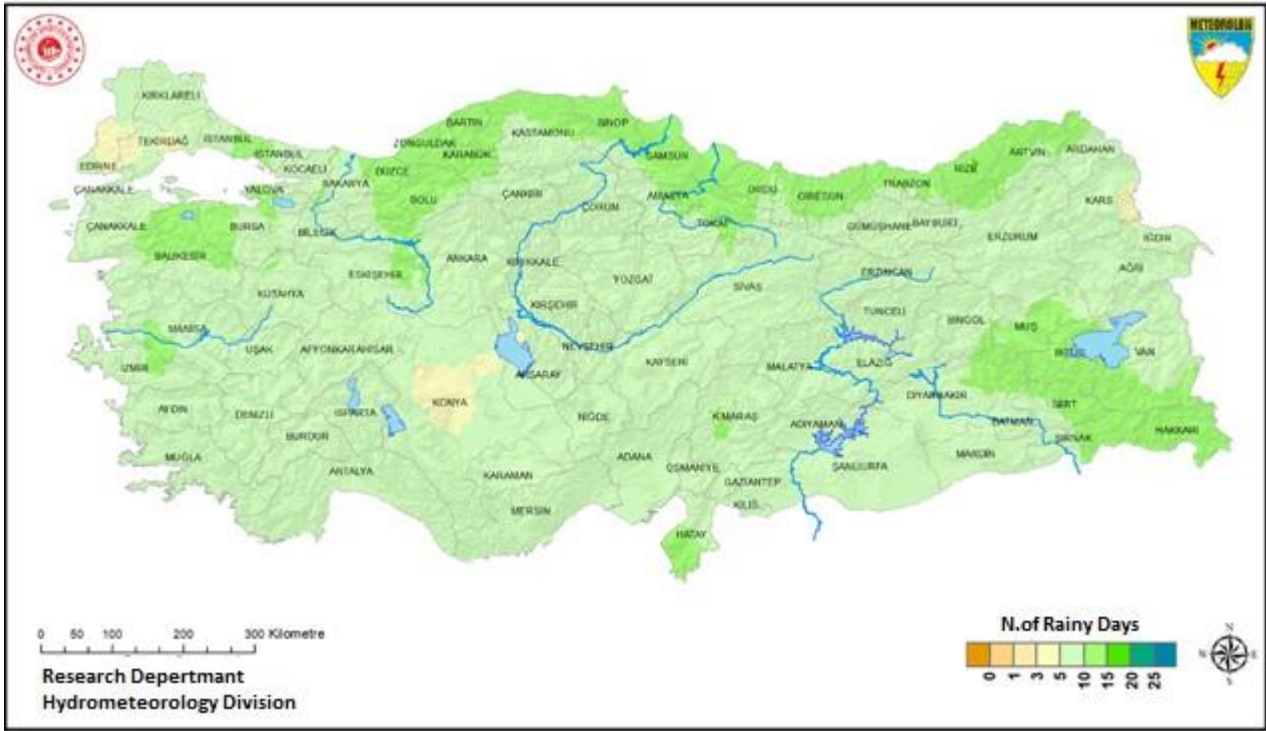 METEOROLOJİ
KIRKLARELİ
TEKİRDAĞ
İSTANBUL
İSTANBUL
EDİRNE
KOCAELİ
ÇANAKKALE
YALOVA
SAKARYA
DÜZCE
ZONGULDAK
BARTIN
KARABÜK
KASTAMONU
SİNOP
SAMSUN
ORDU
GİRESUN
TRABZON
RİZE
ARTVİN
ARDAHAN
KARS
ÇANAKKALE
BALIKESİR
BURSA
BİLECİK
BOLU
ÇANKIRI
ÇORUM
AMASYA
TOKAT
GÜMÜŞHANE
BAYBURT
ERZURUM
IĞDIR
AĞRI
ESKİŞEHİR
ANKARA
KIRIKKALE
YOZGAT
SİVAS
ERZİNCAN
TUNCELİ
BİNGÖL
MUŞ
BİTLİS
VAN
KÜTAHYA
MANİSA
UŞAK
AFYONKARAHİSAR
KIRŞEHİR
NEVŞEHİR
KAYSERİ
MALATYA
ELAZIĞ
DİYARBAKIR
İZMİR
AKSARAY
KONYA
AYDIN
DENİZLİ
ISPARTA
NİĞDE
K.MARAŞ
ADIYAMAN
BATMAN
SİİRT
ŞIRNAK
HAKKARİ
BURDUR
MUĞLA
ANTALYA
KARAMAN
ADANA
OSMANİYE
GAZİANTEP
ŞANLIURFA
MARDİN
MERSİN
KİLİS
HATAY
0 50 100 200 300 Kilometre
Research Depertmant
Hydrometeorology Division
N.of Rainy Days
0 1 3 5 10 15 20 25
N
E
S